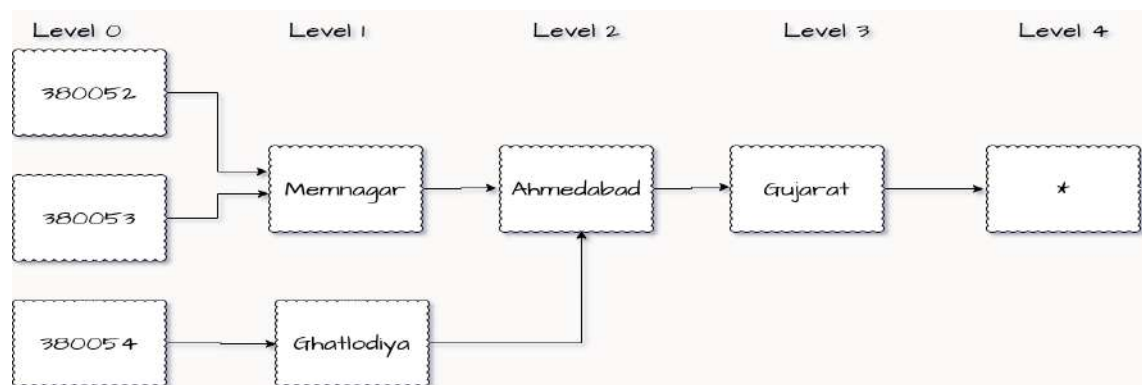 Level 0 Level 1 Level 2 Level 3 Level 4
380052
Memnagar Ahmedabad Gujarat *
380053
380054 Ghatlodiya